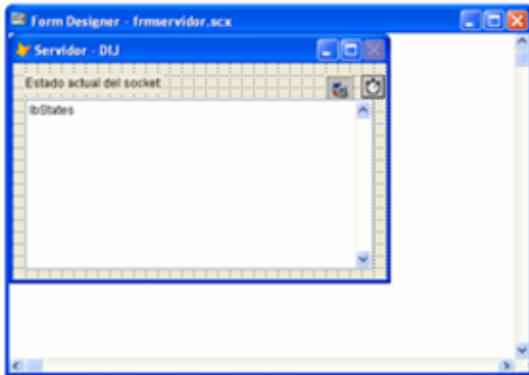 Form Designer - frmservidor.scx
Servidor - DIJ
Estado actual del socket
lbStates